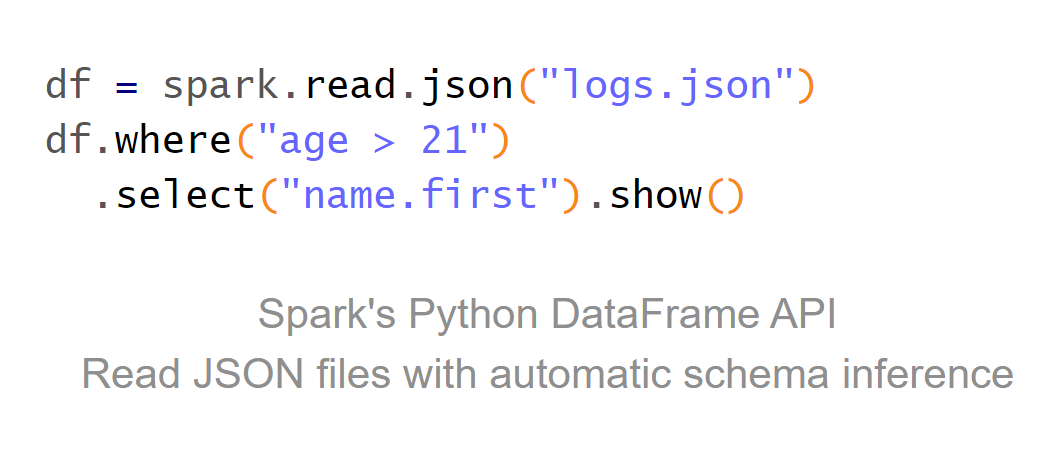 df = spark.read.json("logs.json")
df.where("age > 21")
  .select("name.first").show()
Spark's Python DataFrame API
Read JSON files with automatic schema inference